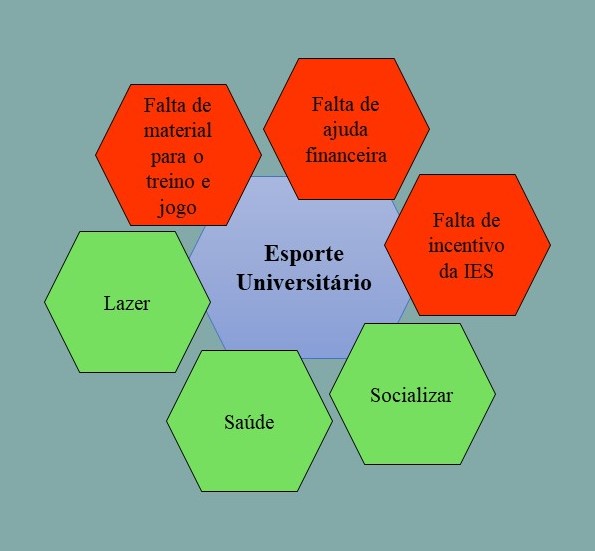 Falta de
material
para o
treino e
jogo
Falta de
ajuda
financeira
Falta de
incentivo
da IES
Esporte
Universitário
Lazer
Socializar
Saúde